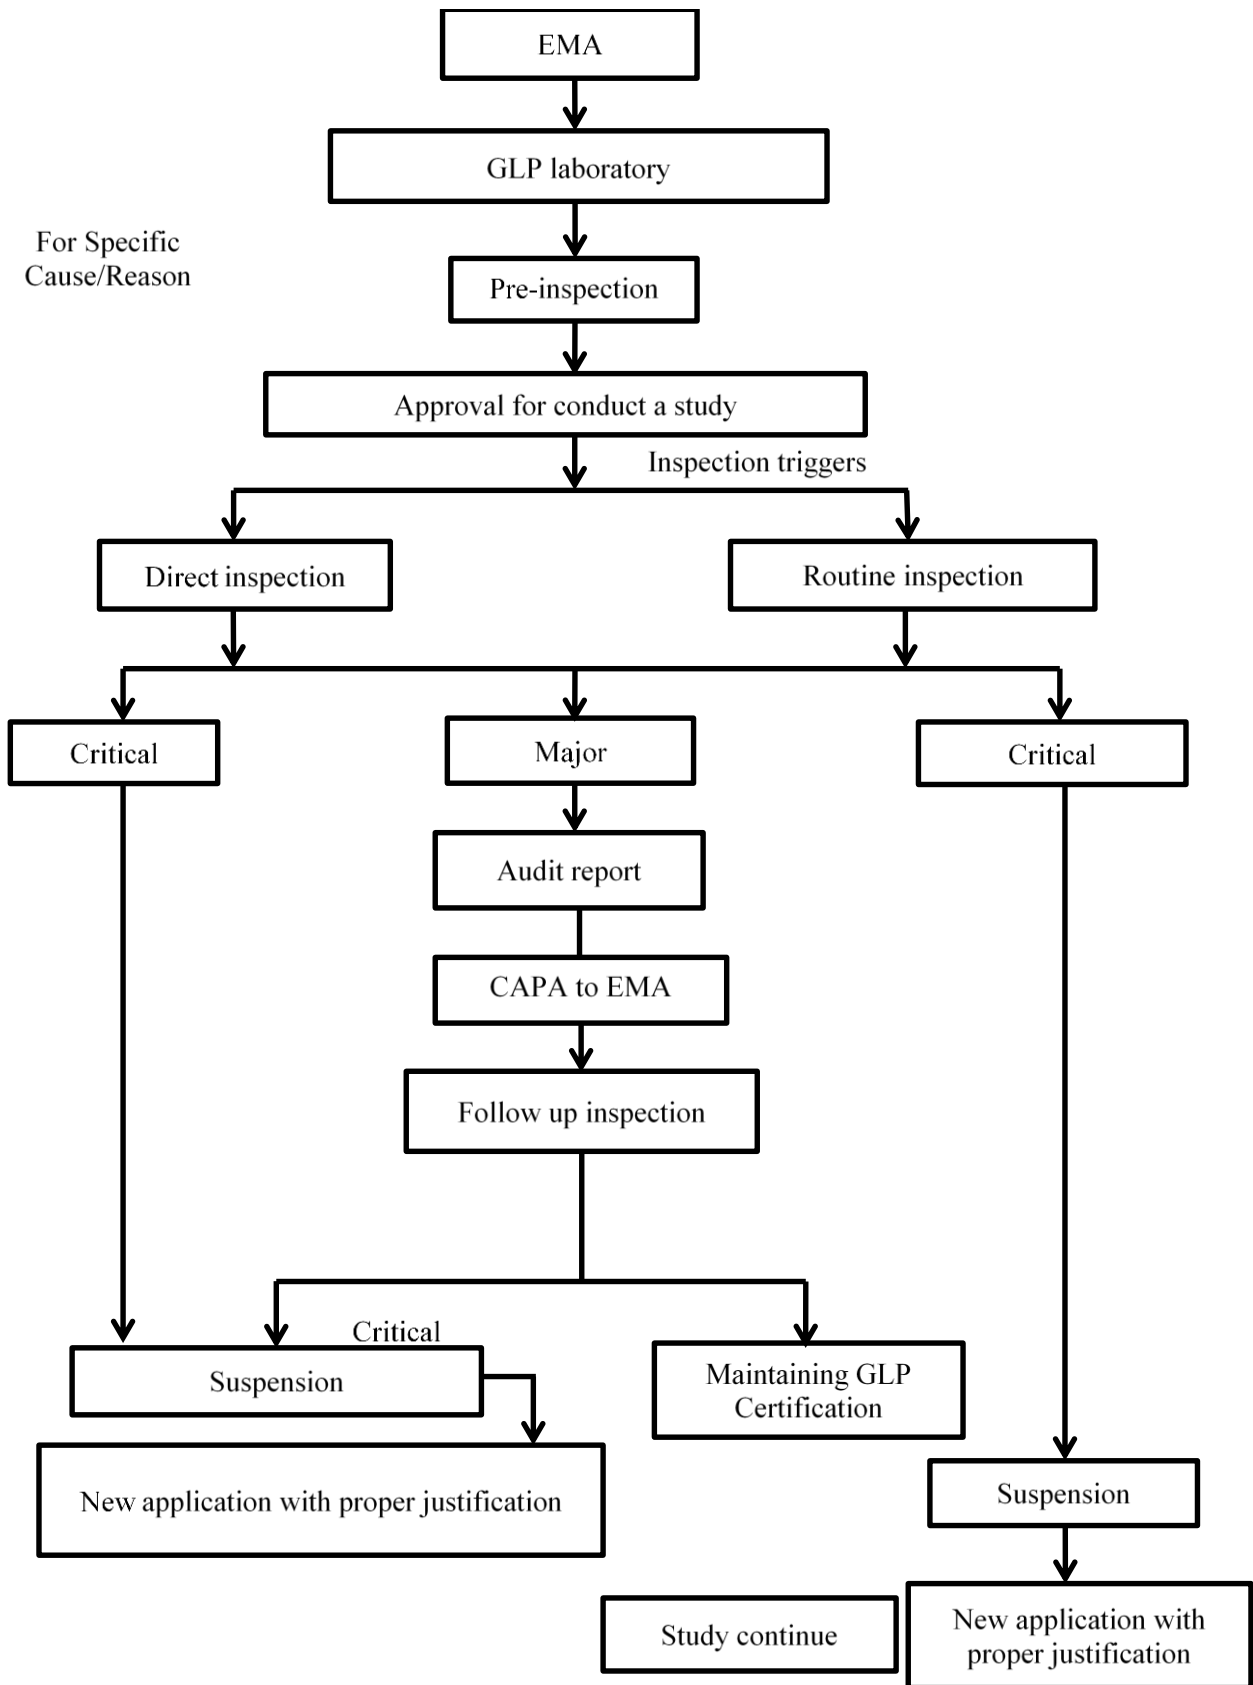 EMA
GLP laboratory
For Specific
Cause/Reason
Pre-inspection
Approval for conduct a study
Inspection triggers
Direct inspection
Routine inspection
Critical
Major
Critical
Audit report
CAPA to EMA
Follow up inspection
Critical
Suspension
Maintaining GLP
Certification
New application with proper justification
Suspension
Study continue
New application with
proper justification